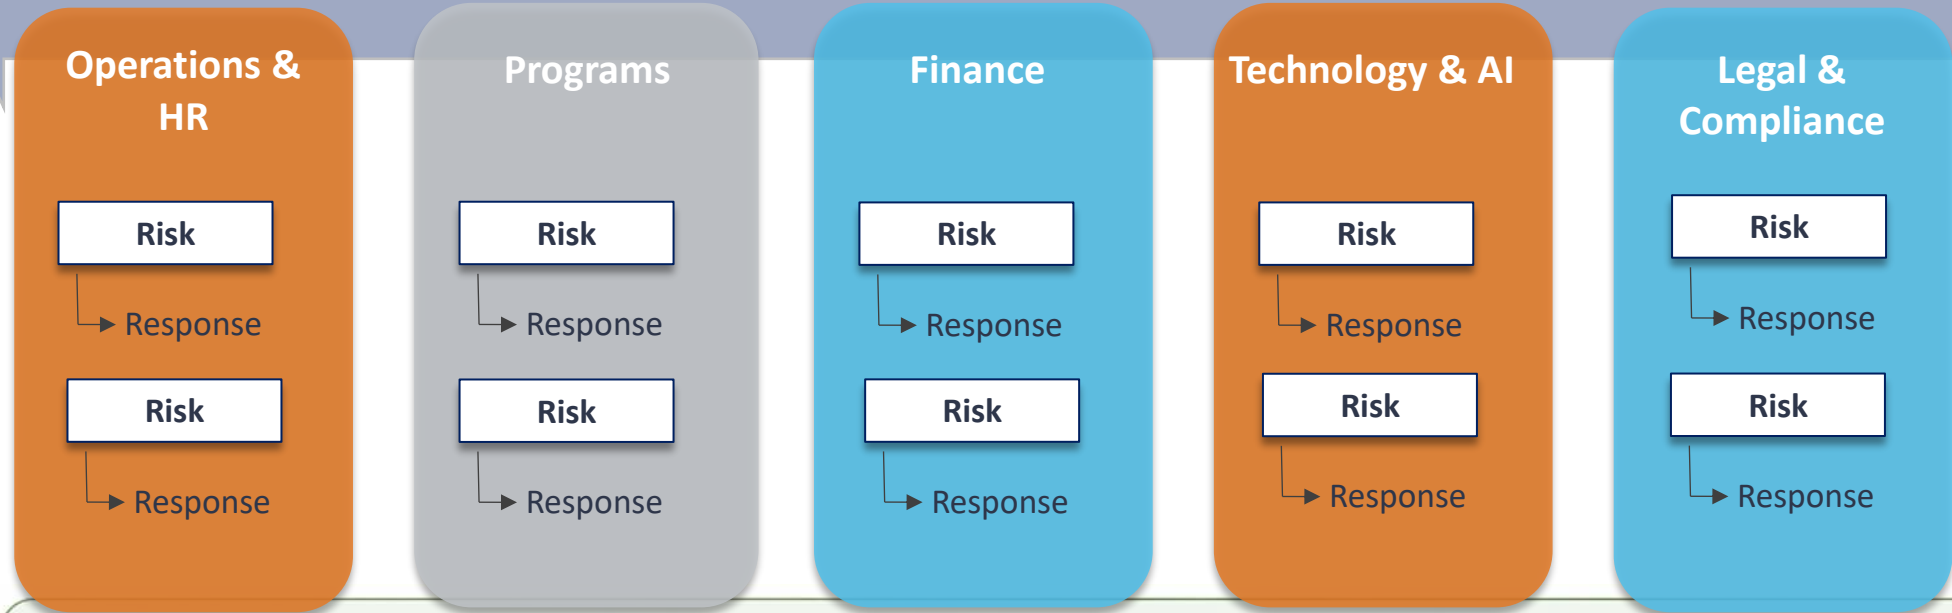 Operations &
HR
Risk
Response
Risk
Response
Programs
Risk
Response
Risk
Response
Finance
Risk
Response
Risk
Response
Technology & AI
Risk
Response
Risk
Response
Legal &
Compliance
Risk
Response
Risk
Response